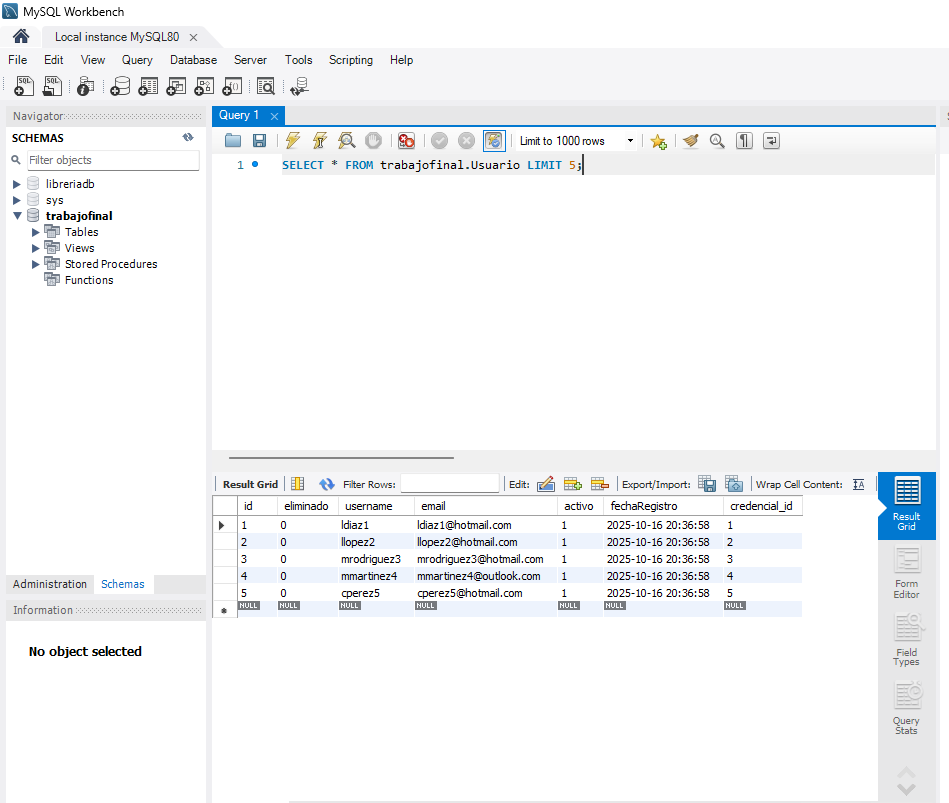 MySQL Workbench
Local instance MySQL80
File Edit View Query Database Server Tools Scripting Help
Navigator
Query 1
SCHEMAS
Limit to 1000 rows
Filter objects
1 SELECT * FROM trabajofinal.Usuario LIMIT 5;
libreriadb
sys
trabajofinal
Tables
Views
Stored Procedures
Functions
Result Grid Filter Rows: Edit: Export/Import: Wrap Cell Content:
id eliminado username email activo fechaRegistro credencial_id
1 0 ldiaz1 ldiaz1@hotmail.com 1 2025-10-16 20:36:58 1
2 0 llopez2 llopez2@hotmail.com 1 2025-10-16 20:36:58 2
3 0 mrodriguez3 mrodriguez3@hotmail.com 1 2025-10-16 20:36:58 3
4 0 mmartinez4 mmartinez4@outlook.com 1 2025-10-16 20:36:58 4
5 0 cperez5 cperez5@hotmail.com 1 2025-10-16 20:36:58 5
NULL NULL NULL NULL NULL NULL NULL
Result
Grid
Form
Editor
Field
Types
Query
Stats
Administration Schemas
Information
No object selected